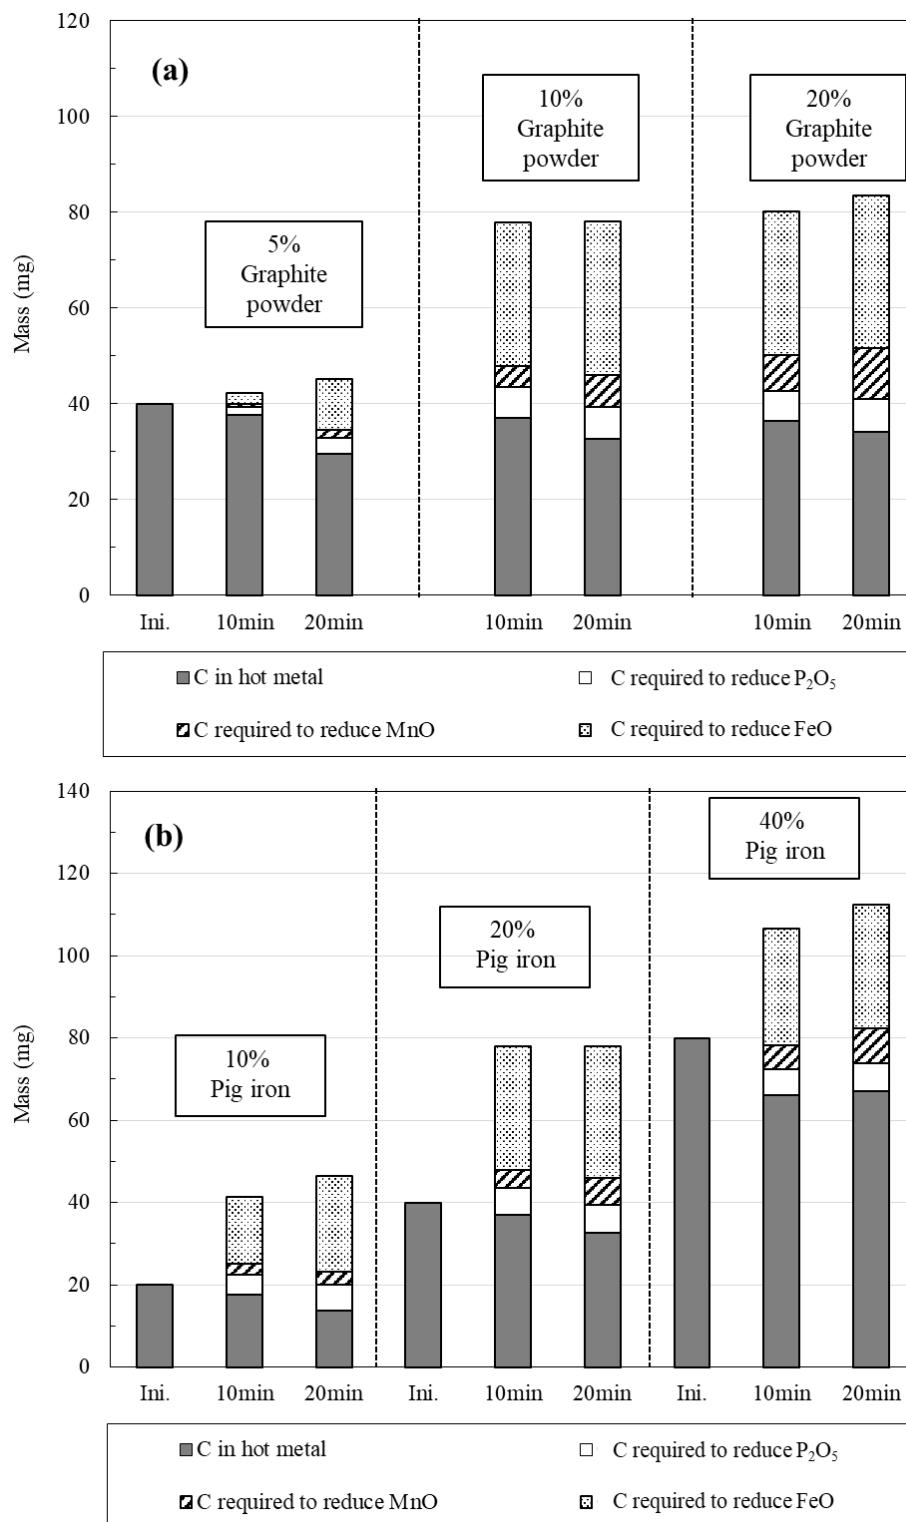 120
(a)
10%
Graphite
powder
20%
Graphite
powder
100
80
5%
Graphite
powder
60
Mass (mg)
40
20
0
Ini.
10min
20min
10min
20min
10min
20min
C in hot metal
C required to reduce P₂O₅
C required to reduce MnO
C required to reduce FeO
140
(b)
40%
Pig iron
120
20%
Pig iron
100
80
10%
Pig iron
Mass (mg)
60
40
20
0
Ini.
10min
20min
Ini.
10min
20min
Ini.
10min
20min
C in hot metal
C required to reduce P₂O₅
C required to reduce MnO
C required to reduce FeO